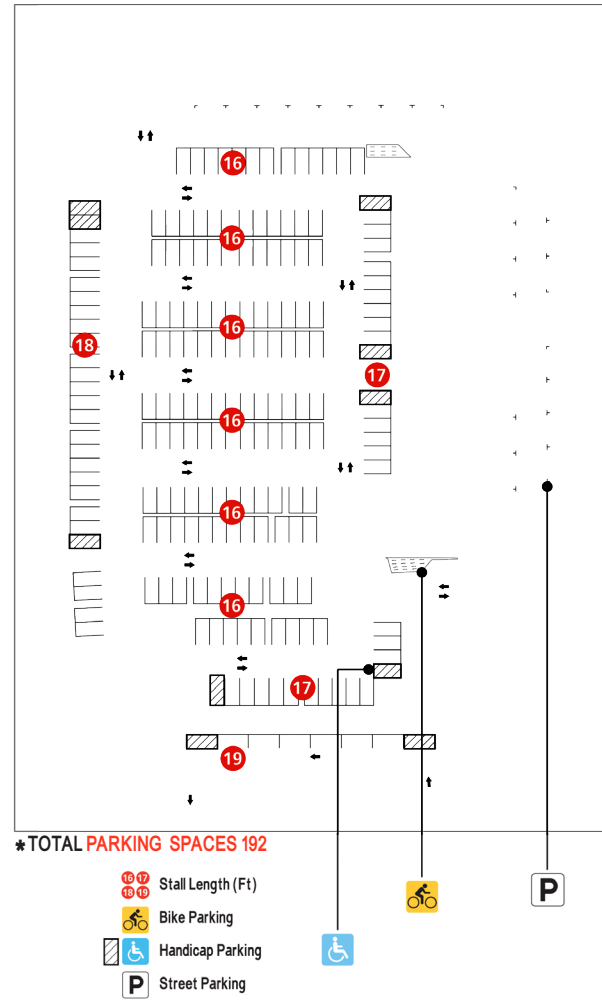 16
16
16
18
17
16
16
16
17
19
*TOTAL PARKING SPACES 192
16 17
18 19
Stall Length (Ft)
Bike Parking
Handicap Parking
P Street Parking
P